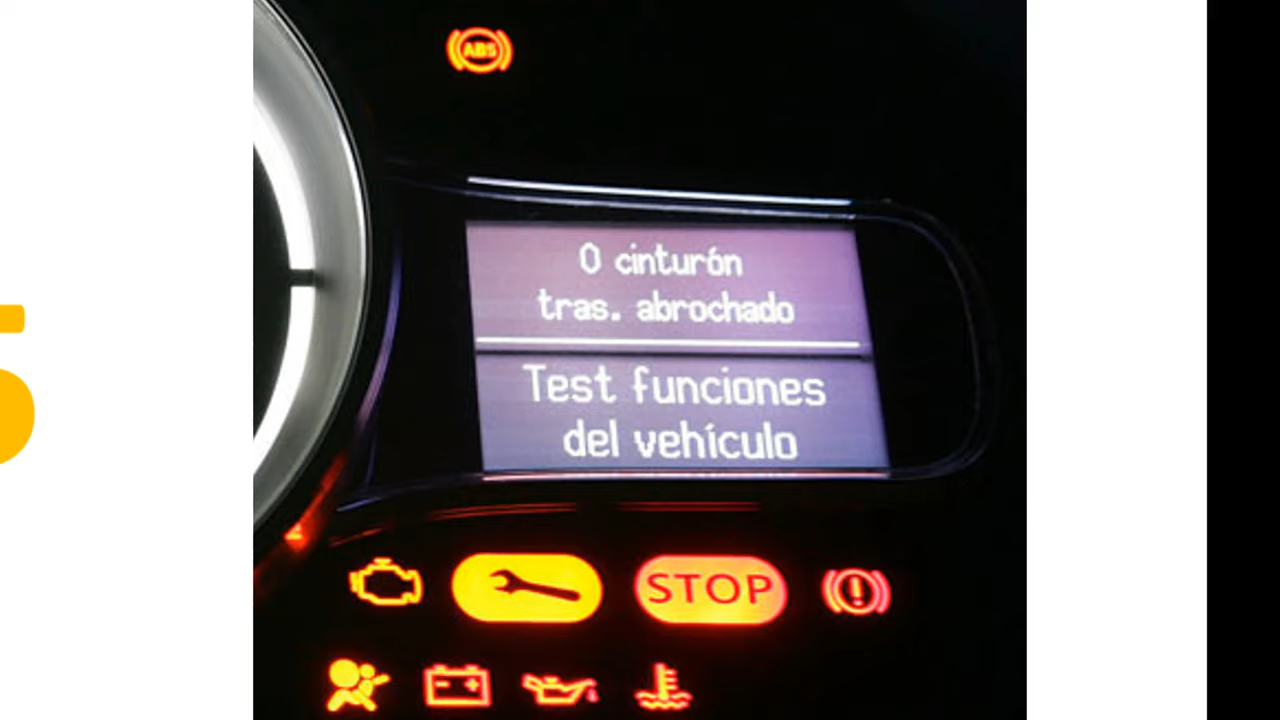 ABS
0 cinturón
tras. abrochado
Test funciones
del vehículo
STOP